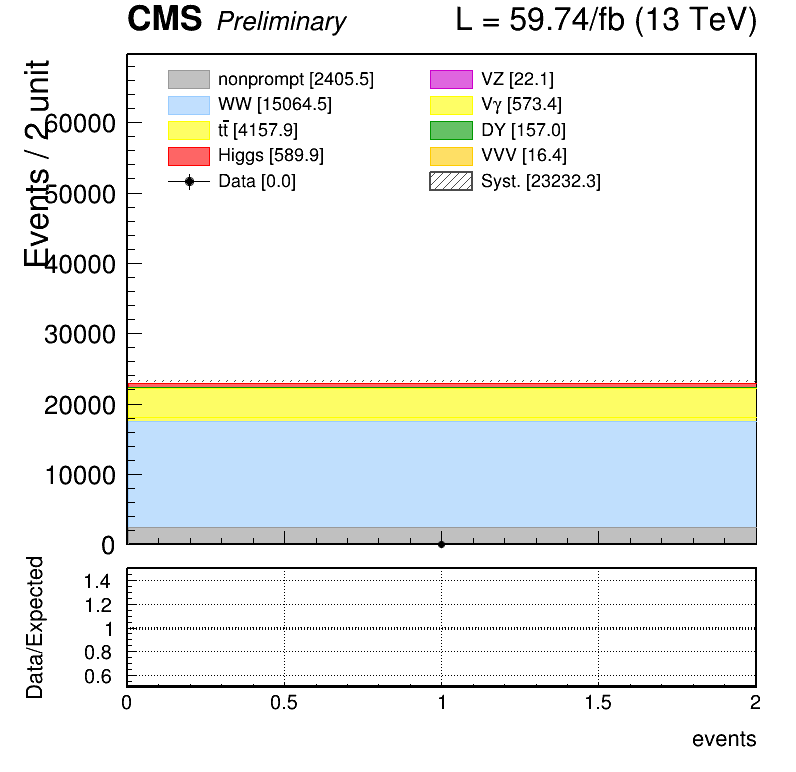 CMS Preliminary L = 59.74/fb (13 TeV)
Events / 2 unit
nonprompt [2405.5] VZ [22.1]
WW [15064.5] Vγ [573.4]
tt̄ [4157.9] DY [157.0]
Higgs [589.9] VVV [16.4]
Data [0.0] Syst. [23232.3]
60000
50000
40000
30000
20000
10000
0
Data/Expected
1.4
1.2
1
0.8
0.6
0 0.5 1 1.5 2
events